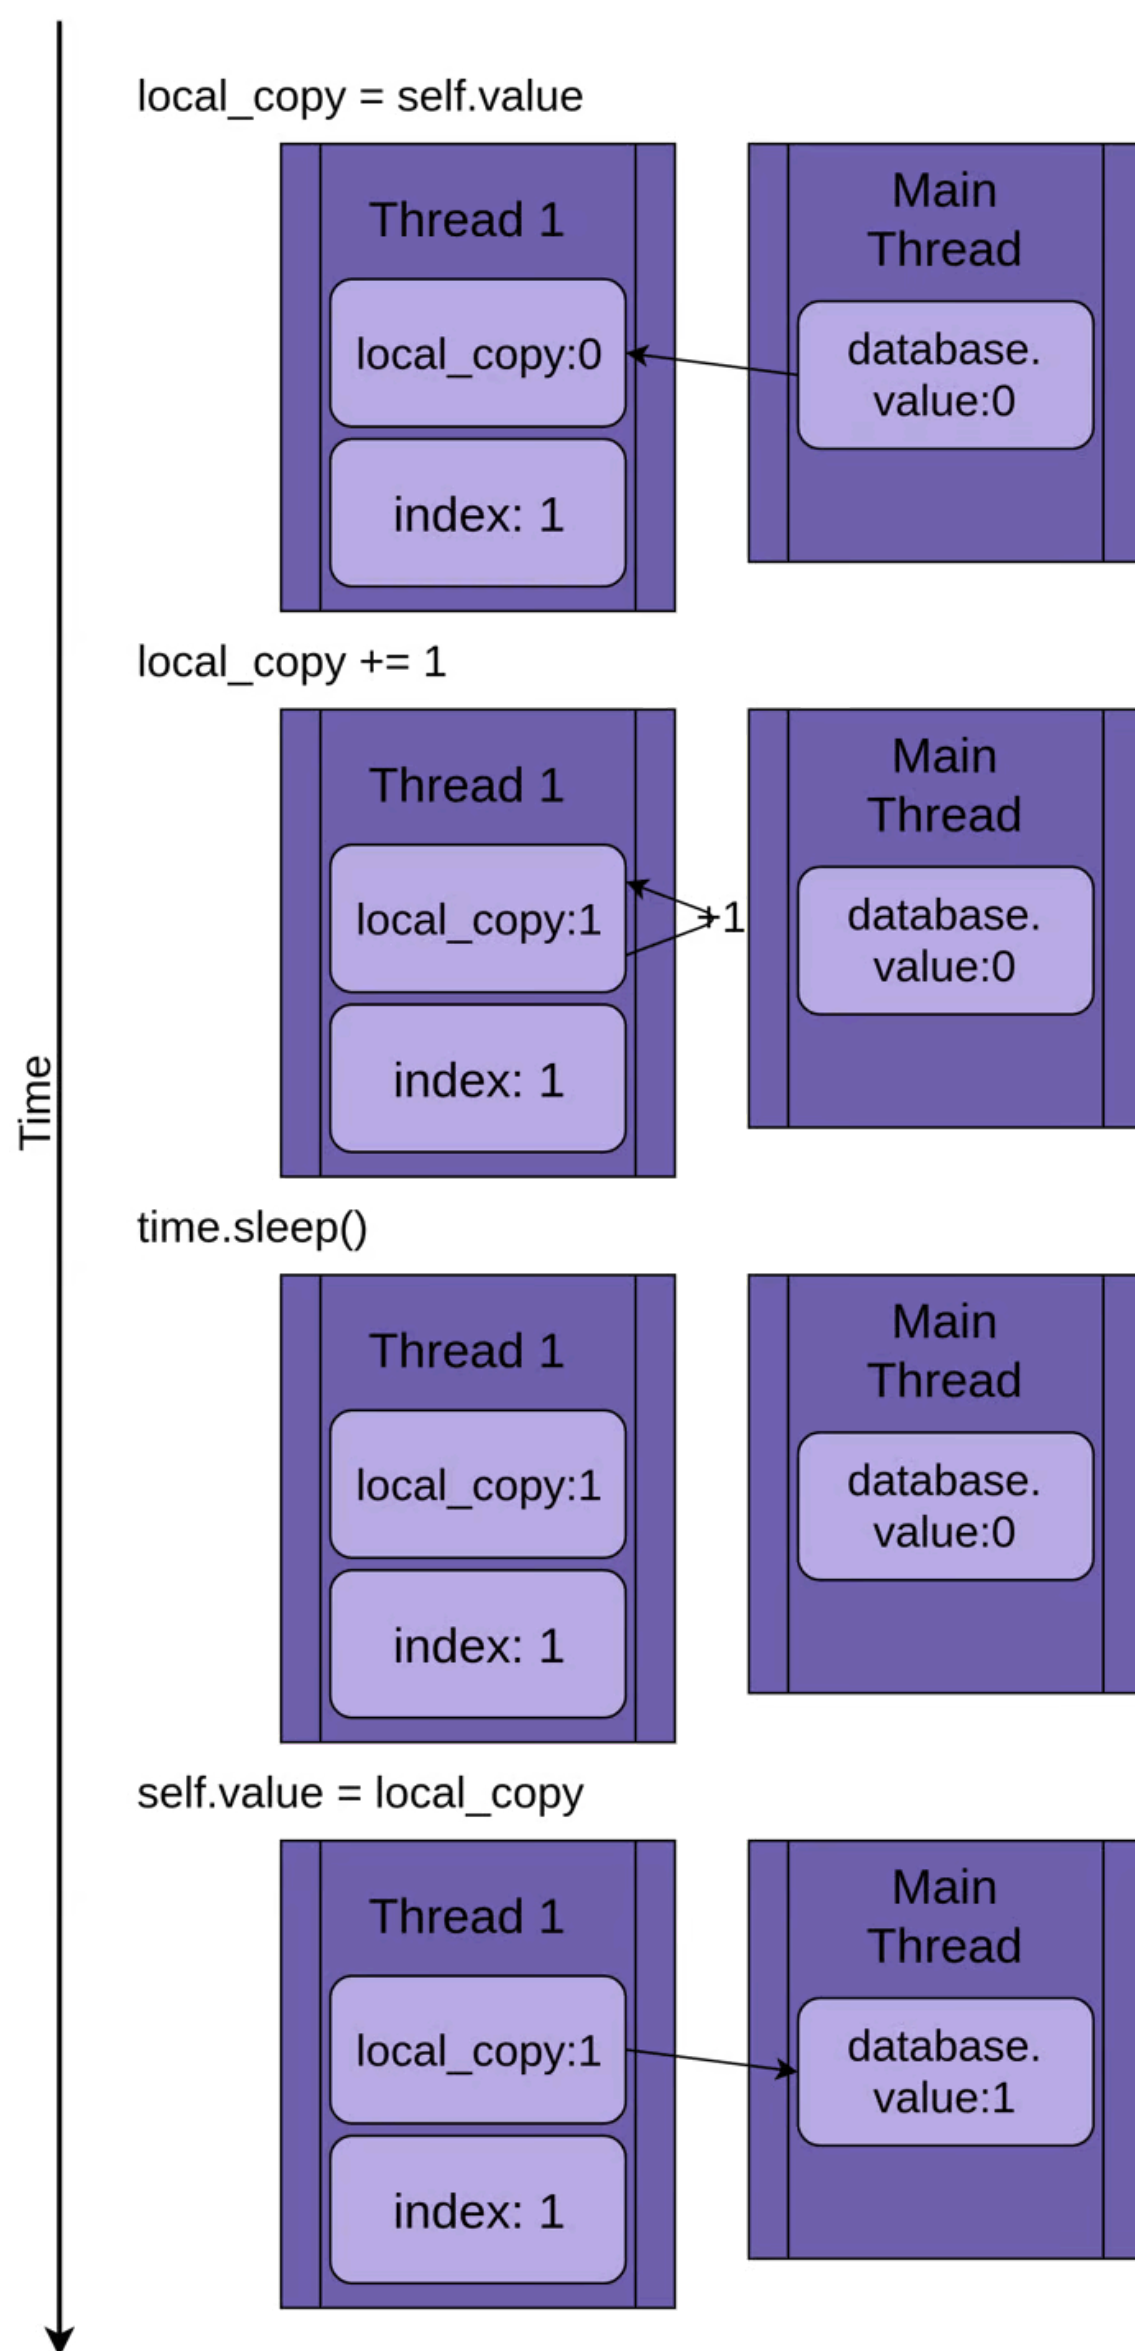 local_copy = self.value
Thread 1
local_copy:0
index: 1
Main
Thread
database.
value:0
local_copy += 1
Thread 1
local_copy:1
index: 1
+1
Main
Thread
database.
value:0
Time
time.sleep()
Thread 1
local_copy:1
index: 1
Main
Thread
database.
value:0
self.value = local_copy
Thread 1
local_copy:1
index: 1
Main
Thread
database.
value:1